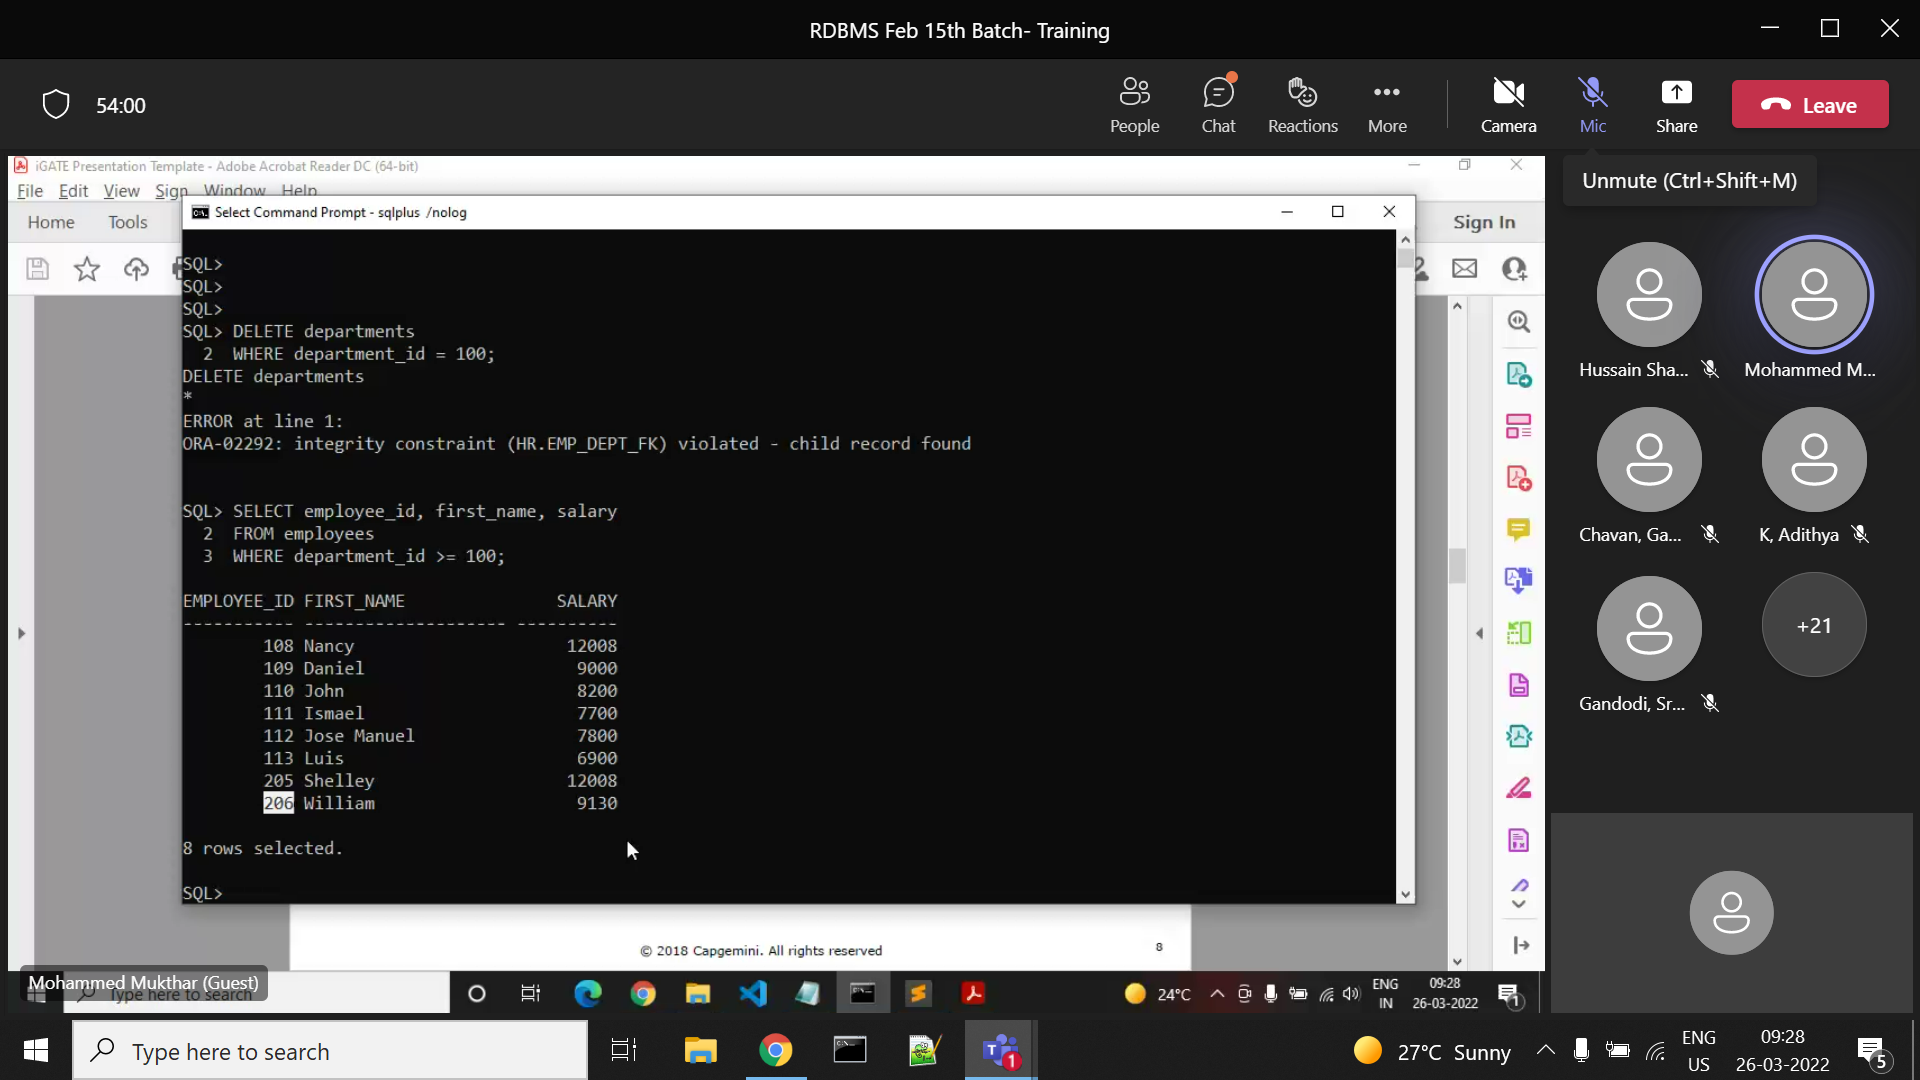 RDBMS Feb 15th Batch- Training
54:00
People
Chat
Reactions
More
Camera
Mic
Share
Leave
Unmute (Ctrl+Shift+M)
iGATE Presentation Template - Adobe Acrobat Reader DC (64-bit)
File Edit View Sign Window Help
Home Tools
Sign In
Select Command Prompt - sqlplus /nolog
SQL>
SQL>
SQL>
SQL> DELETE departments
2 WHERE department_id = 100;
DELETE departments
*
ERROR at line 1:
ORA-02292: integrity constraint (HR.EMP_DEPT_FK) violated - child record found
SQL> SELECT employee_id, first_name, salary
2 FROM employees
3 WHERE department_id >= 100;
EMPLOYEE_ID FIRST_NAME SALARY
----------- -------------------- ----------
108 Nancy 12008
109 Daniel 9000
110 John 8200
111 Ismael 7700
112 Jose Manuel 7800
113 Luis 6900
205 Shelley 12008
206 William 9130
8 rows selected.
SQL>
© 2018 Capgemini. All rights reserved
8
Hussain Sha...
Mohammed M...
Chavan, Ga...
K, Adithya
Gandodi, Sr...
+21
Mohammed Mukthar (Guest)
Type here to search
24°C
ENG
IN
09:28
26-03-2022
1
Type here to search
1
27°C Sunny
ENG
US
09:28
26-03-2022
5